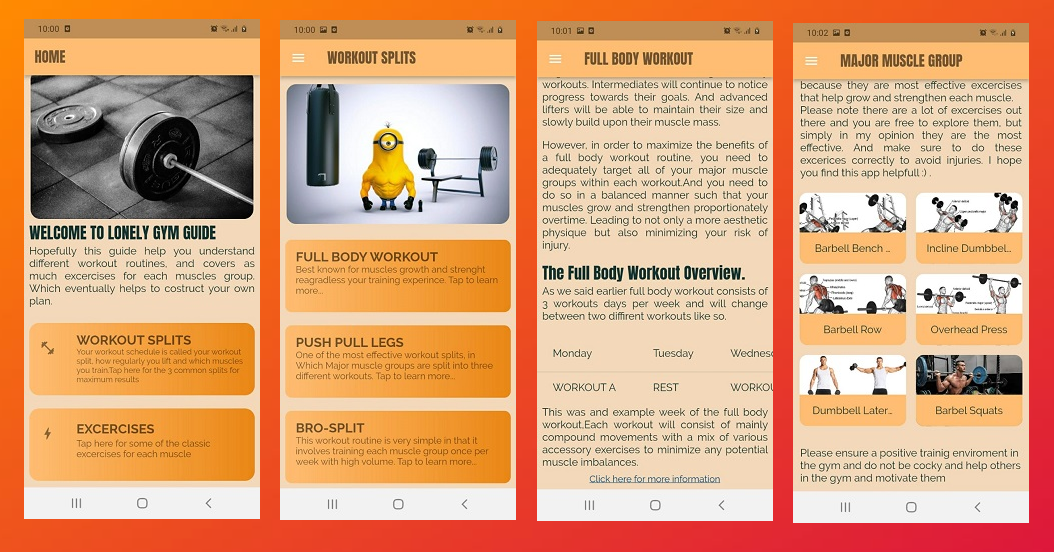 10:00
HOME
WELCOME TO LONELY GYM GUIDE
Hopefully this guide help you understand
different workout routines, and covers as
much excercises for each muscles group.
Which eventually helps to costruct your own
plan.
WORKOUT SPLITS
Your workout schedule is called your workout
split, how regularly you lift and which muscles
you train.Tap here for the 3 common splits for
maximum results
EXCERCISES
Tap here for some of the classic
excercises for each muscle
10:00
WORKOUT SPLITS
FULL BODY WORKOUT
Best known for muscles growth and strenght
reagradless your training experince. Tap to learn
more...
PUSH PULL LEGS
One of the most effective workout splits, in
Which Major muscle groups are split into three
different workouts. Tap to learn more...
BRO-SPLIT
This workout routine is very simple in that it
involves training each muscle group once per
week with high volume. Tap to learn more...
10:01
FULL BODY WORKOUT
workouts. Intermediates will continue to notice
progress towards their goals. And advanced
lifters will be able to maintain their size and
slowly build upon their muscle mass.
However, in order to maximize the benefits of
a full body workout routine, you need to
adequately target all of your major muscle
groups within each workout.And you need to
do so in a balanced manner such that your
muscles grow and strengthen proportionately
overtime. Leading to not only a more aesthetic
physique but also minimizing your risk of
injury.
The Full Body Workout Overview.
As we said earlier full body workout consists of
3 workouts days per week and will change
between two diffirent workouts like so.
Monday Tuesday Wednesc
WORKOUT A REST WORKOU
This was and example week of the full body
workout.Each workout will consist of mainly
compound movements with a mix of various
accessory exercises to minimize any potential
muscle imbalances.
Click here for more information
10:02
MAJOR MUSCLE GROUP
because they are most effective excercises
that help grow and strengthen each muscle.
Please note there are a lot of excercises out
there and you are free to explore them, but
simply in my opinion they are the most
effective. And make sure to do these
excerices correctly to avoid injuries. I hope
you find this app helpfull :) .
Barbell Bench ... Incline Dumbbel...
Barbell Row Overhead Press
Dumbbell Later... Barbel Squats
Please ensure a positive trainig enviroment in
the gym and do not be cocky and help others
in the gym and motivate them